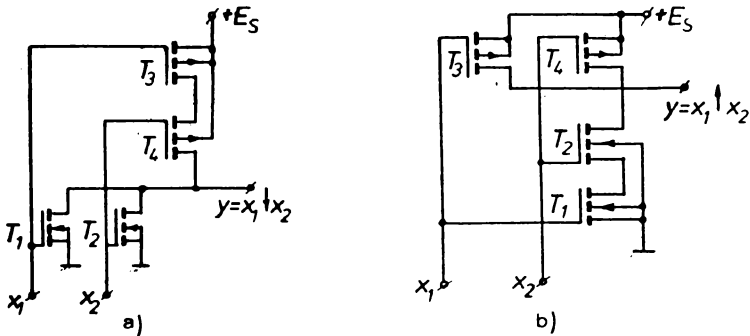 +E_S
T_3
T_4
T_1
T_2
y=x_1↓x_2
x_1
x_2
a)
+E_S
T_3
T_4
y=x_1↑x_2
T_2
T_1
x_1
x_2
b)